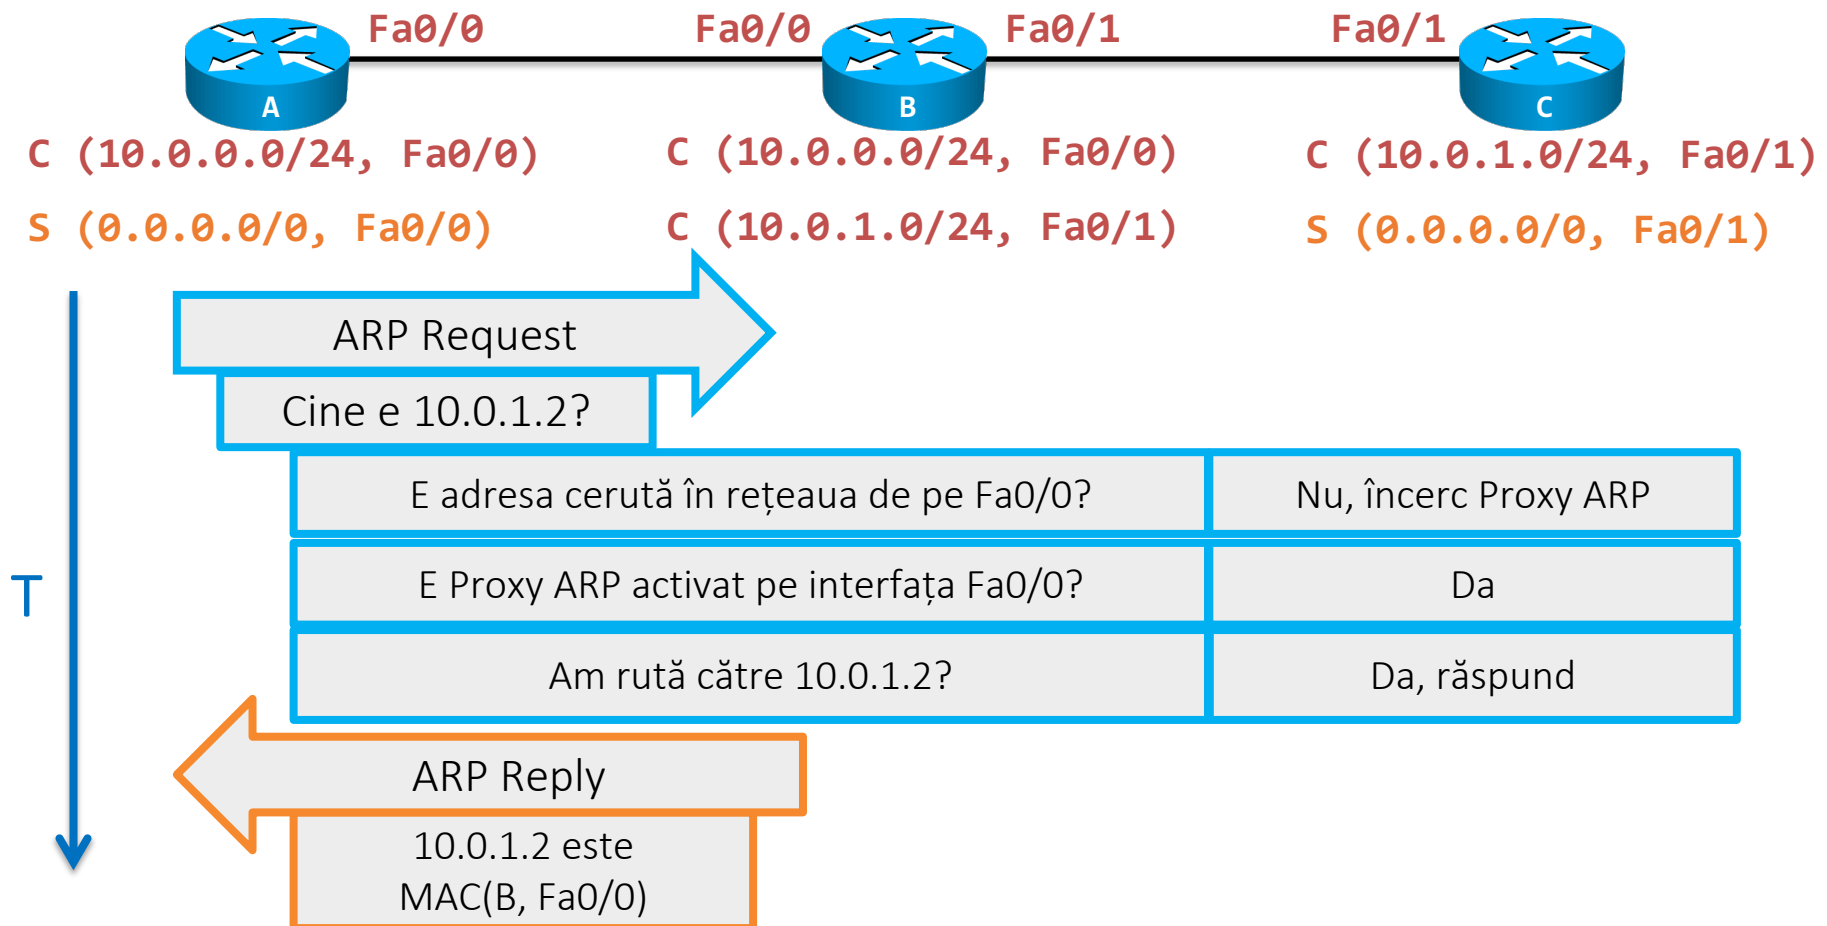 Fa0/0 Fa0/0 Fa0/1 Fa0/1
A B C
C (10.0.0.0/24, Fa0/0) C (10.0.0.0/24, Fa0/0) C (10.0.1.0/24, Fa0/1)
S (0.0.0.0/0, Fa0/0) C (10.0.1.0/24, Fa0/1) S (0.0.0.0/0, Fa0/1)
ARP Request
Cine e 10.0.1.2?
E adresa cerută în rețeaua de pe Fa0/0? Nu, încerc Proxy ARP
E Proxy ARP activat pe interfața Fa0/0? Da
T
Am rută către 10.0.1.2? Da, răspund
ARP Reply
10.0.1.2 este
MAC(B, Fa0/0)